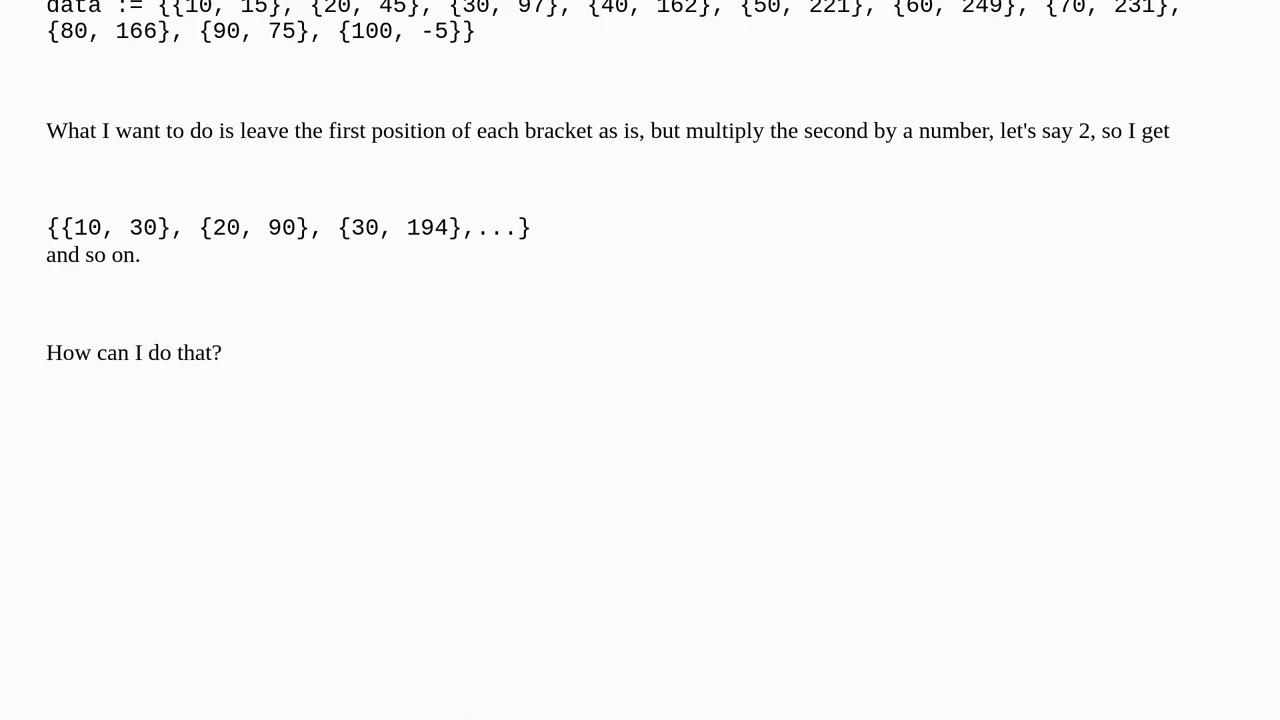 data := {{10, 15}, {20, 45}, {30, 97}, {40, 162}, {50, 221}, {60, 249}, {70, 231},
{80, 166}, {90, 75}, {100, -5}}
What I want to do is leave the first position of each bracket as is, but multiply the second by a number, let's say 2, so I get
{{10, 30}, {20, 90}, {30, 194},...}
and so on.
How can I do that?